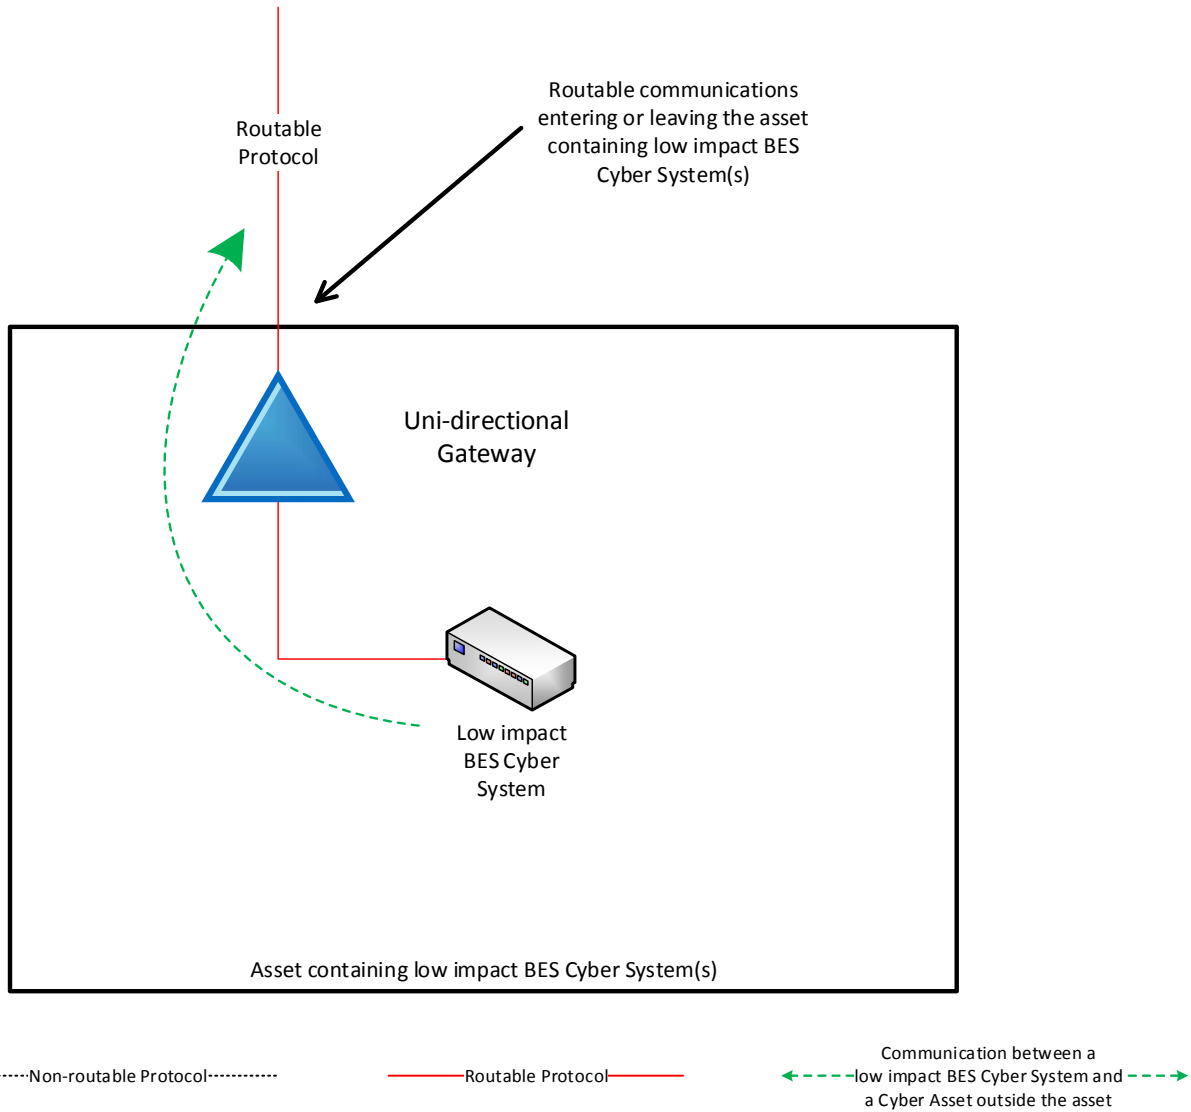 Routable communications
entering or leaving the asset
containing low impact BES
Cyber System(s)
Routable
Protocol
Uni-directional
Gateway
Low impact
BES Cyber
System
Asset containing low impact BES Cyber System(s)
Non-routable Protocol
Routable Protocol
Communication between a
low impact BES Cyber System and
a Cyber Asset outside the asset